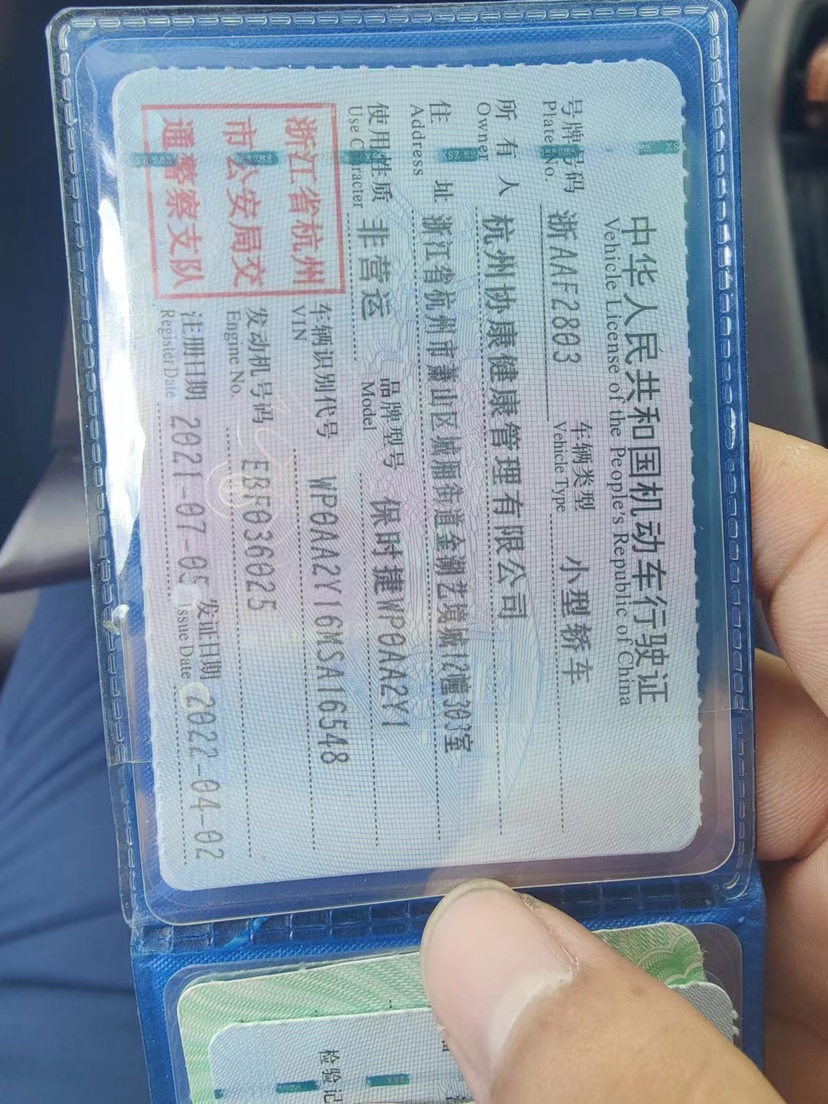 中华人民共和国机动车行驶证
Vehicle License of the People's Republic of China
号牌号码 浙AAF2803 车辆类型 小型轿车
Plate No. Vehicle Type
所有人 杭州协康健康管理有限公司
Owner
住址 浙江省杭州市萧山区城厢街道金湖艺境城12幢303室
Address
使用性质 非营运 品牌型号 保时捷WP0AA2Y1
Use Character Model
浙江省杭州
市公安局交
通警察支队
车辆识别代号 WP0AA2Y16MSA16548
VIN
发动机号码 EBF036025
Engine No.
注册日期 2021-07-05 发证日期 2022-04-02
Register Date Issue Date
检验记